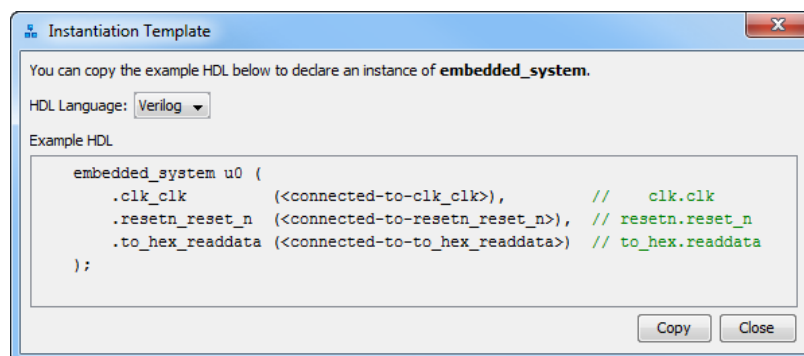 Instantiation Template
You can copy the example HDL below to declare an instance of embedded_system.
HDL Language: Verilog
Example HDL
embedded_system u0 (
.clk_clk (<connected-to-clk_clk>), // clk.clk
.resetn_reset_n (<connected-to-resetn_reset_n>), // resetn.reset_n
.to_hex_readdata (<connected-to-to_hex_readdata>) // to_hex.readdata
);
Copy Close